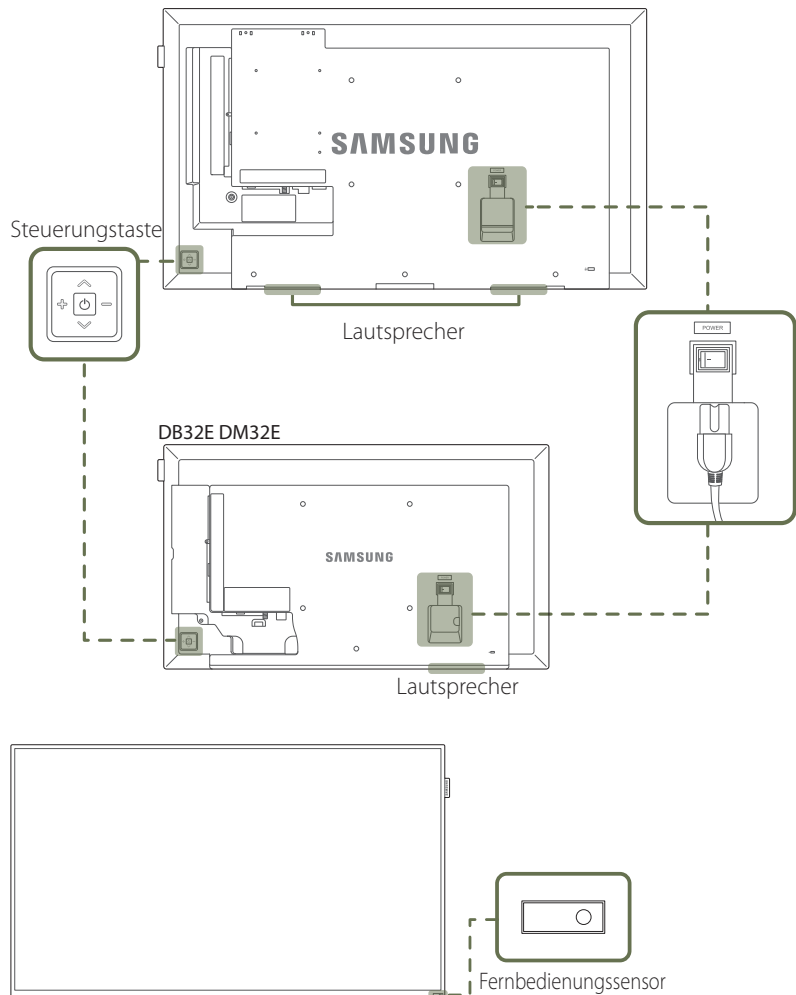 SAMSUNG
Steuerungstaste
Lautsprecher
POWER
DB32E DM32E
SAMSUNG
Lautsprecher
Fernbedienungssensor